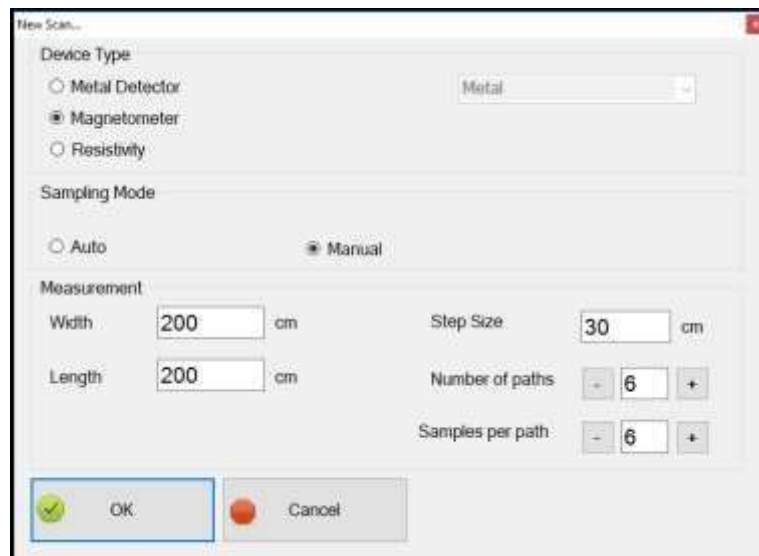 New Scan...
Device Type
Metal Detector
Metal
Magnetometer
Resistivity
Sampling Mode
Auto Manual
Measurement
Width 200 cm Step Size 30 cm
Length 200 cm Number of paths - 6 +
Samples per path - 6 +
OK Cancel